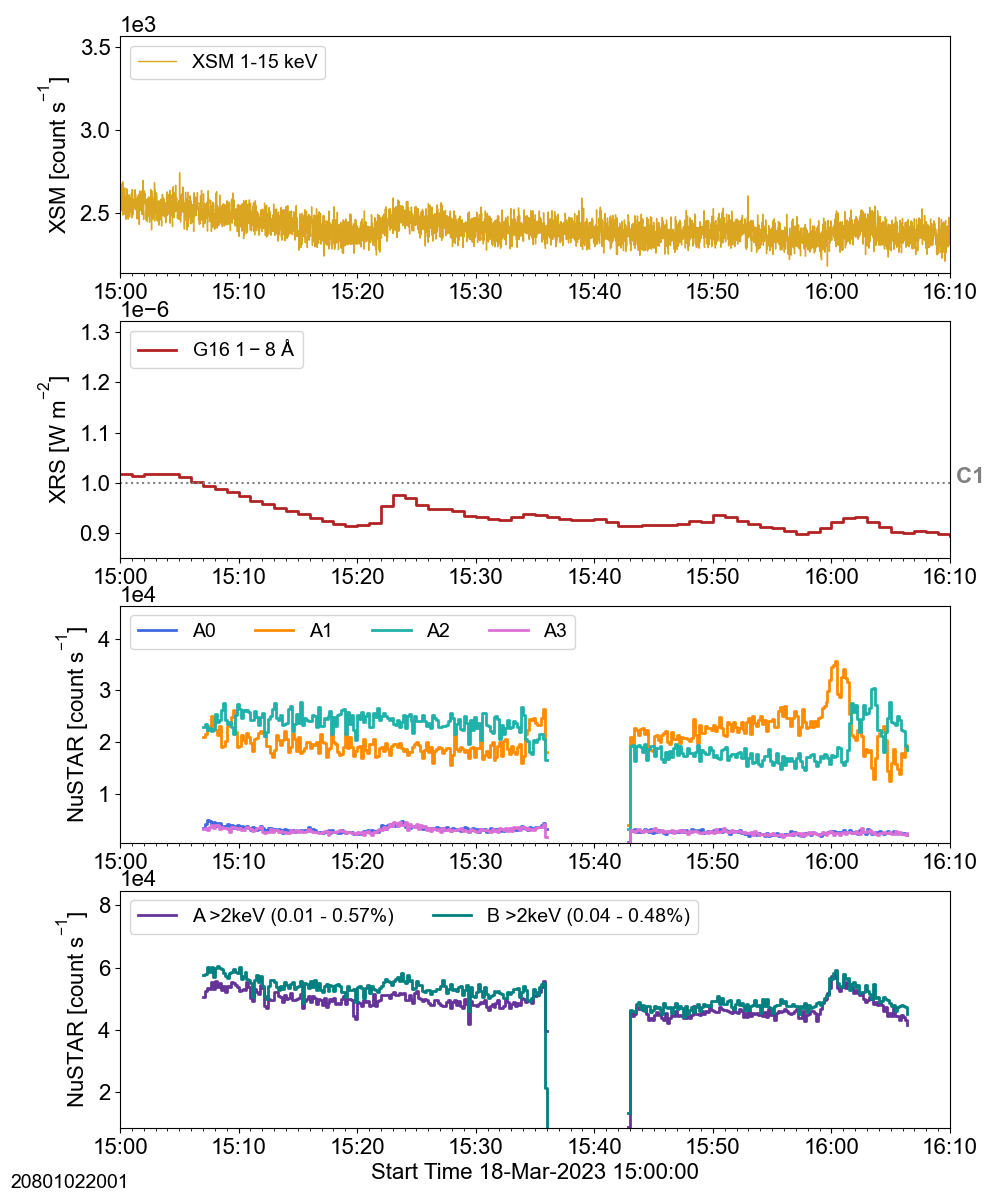 1e3
XSM 1-15 keV
XSM [count s⁻¹]
3.5
3.0
2.5
15:00 15:10 15:20 15:30 15:40 15:50 16:00 16:10
1e−6
G16 1 − 8 Å
XRS [W m⁻²]
1.3
1.2
1.1
1.0
0.9
C1
15:00 15:10 15:20 15:30 15:40 15:50 16:00 16:10
1e4
A0 A1 A2 A3
NuSTAR [count s⁻¹]
4
3
2
1
15:00 15:10 15:20 15:30 15:40 15:50 16:00 16:10
1e4
A >2keV (0.01 - 0.57%) B >2keV (0.04 - 0.48%)
NuSTAR [count s⁻¹]
8
6
4
2
15:00 15:10 15:20 15:30 15:40 15:50 16:00 16:10
Start Time 18-Mar-2023 15:00:00
20801022001